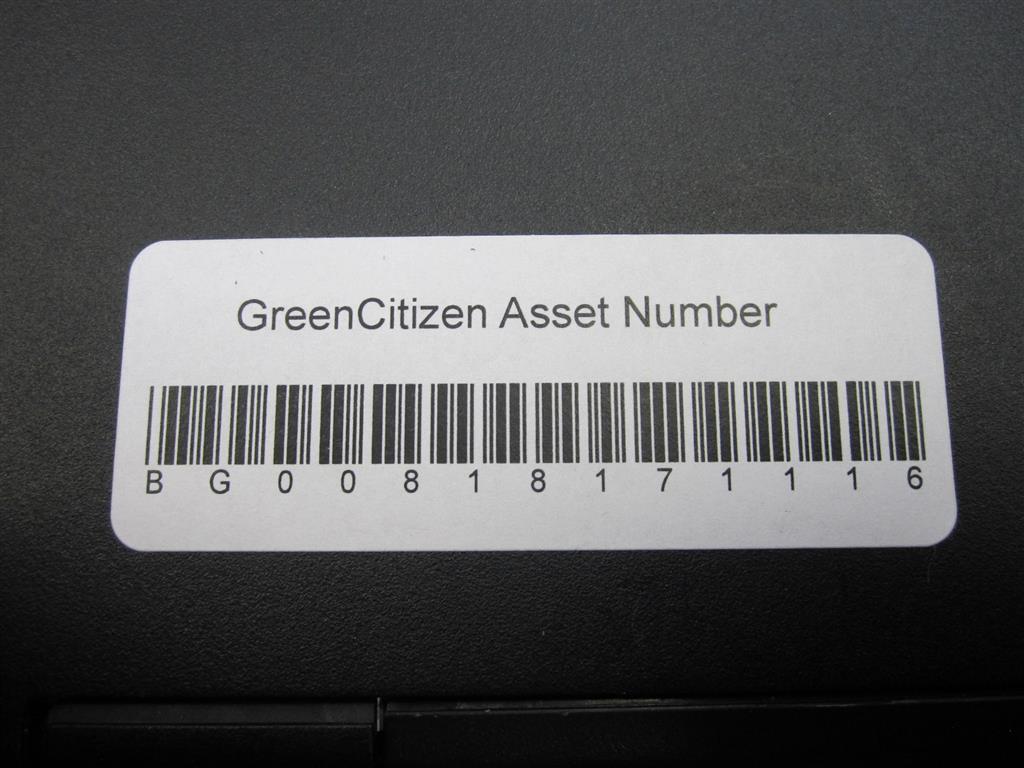 GreenCitizen Asset Number
B G 0 0 8 1 8 1 7 1 1 1 6